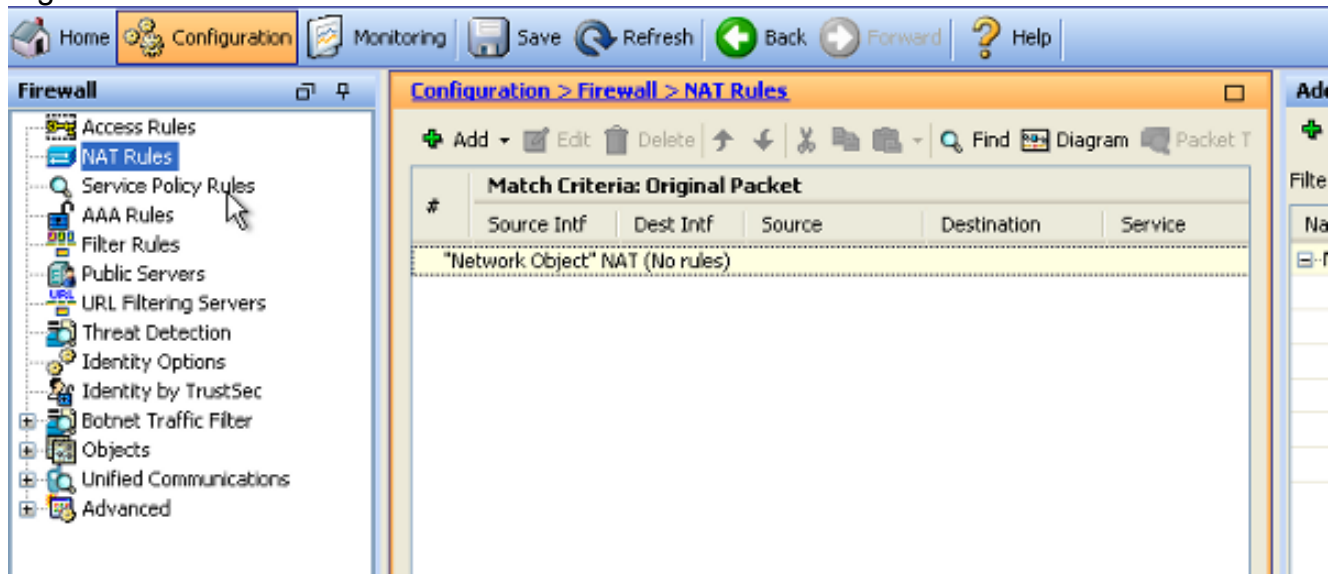 Home Configuration Monitoring Save Refresh Back Forward Help
Firewall
Access Rules
NAT Rules
Service Policy Rules
AAA Rules
Filter Rules
Public Servers
URL Filtering Servers
Threat Detection
Identity Options
Identity by TrustSec
Botnet Traffic Filter
Objects
Unified Communications
Advanced
Configuration > Firewall > NAT Rules
Add Edit Delete Find Diagram Packet T
# Match Criteria: Original Packet
Source Intf Dest Intf Source Destination Service
"Network Object" NAT (No rules)
Filte
Na